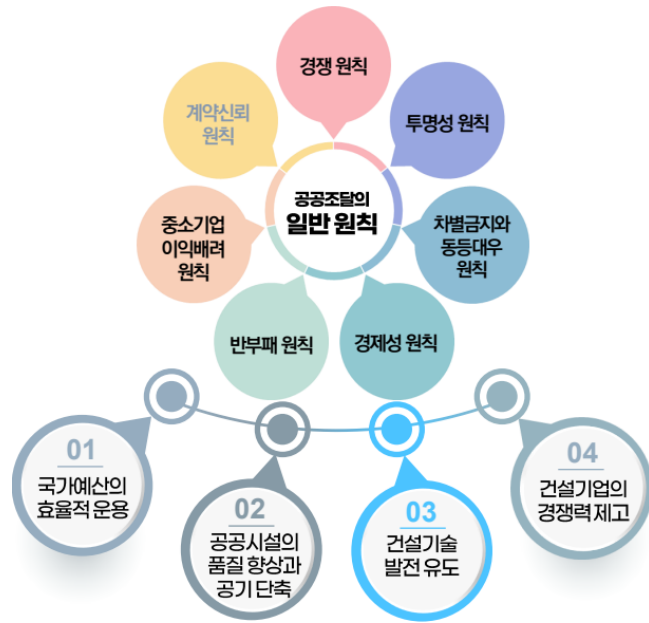 경쟁 원칙
계약신뢰
원칙
투명성 원칙
공공조달의
일반 원칙
중소기업
이익배려
원칙
차별금지와
동등대우
원칙
반부패 원칙
경제성 원칙
01
국가예산의
효율적 운용
02
공공시설의
품질 향상과
공기 단축
03
건설기술
발전 유도
04
건설기업의
경쟁력 제고